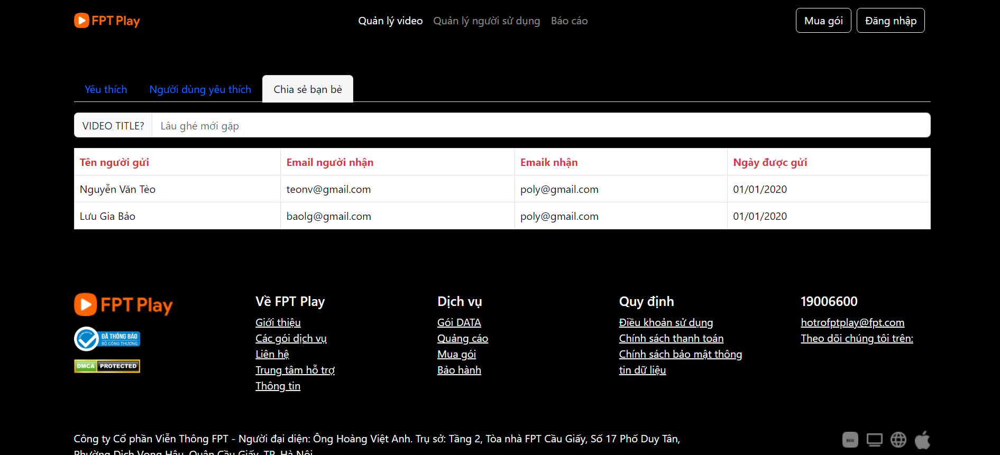 FPT Play
Quản lý video Quản lý người sử dụng Báo cáo
Mua gói Đăng nhập
Yêu thích Người dùng yêu thích Chia sẻ bạn bè
VIDEO TITLE? Lâu ghé mới gặp
Tên người gửi Email người nhận Emaik nhận Ngày được gửi
Nguyễn Văn Tèo teonv@gmail.com poly@gmail.com 01/01/2020
Lưu Gia Bảo baolg@gmail.com poly@gmail.com 01/01/2020
FPT Play
ĐÃ THÔNG BÁO
BỘ CÔNG THƯƠNG
DMCA PROTECTED
Về FPT Play
Giới thiệu
Các gói dịch vụ
Liên hệ
Trung tâm hỗ trợ
Thông tin
Dịch vụ
Gói DATA
Quảng cáo
Mua gói
Bảo hành
Quy định
Điều khoản sử dụng
Chính sách thanh toán
Chính sách bảo mật thông
tin dữ liệu
19006600
hotrofptplay@fpt.com
Theo dõi chúng tôi trên:
Công ty Cổ phần Viễn Thông FPT - Người đại diện: Ông Hoàng Việt Anh. Trụ sở: Tầng 2, Tòa nhà FPT Cầu Giấy, Số 17 Phố Duy Tân,
Phường Dịch Vọng Hậu, Quận Cầu Giấy, TP. Hà Nội